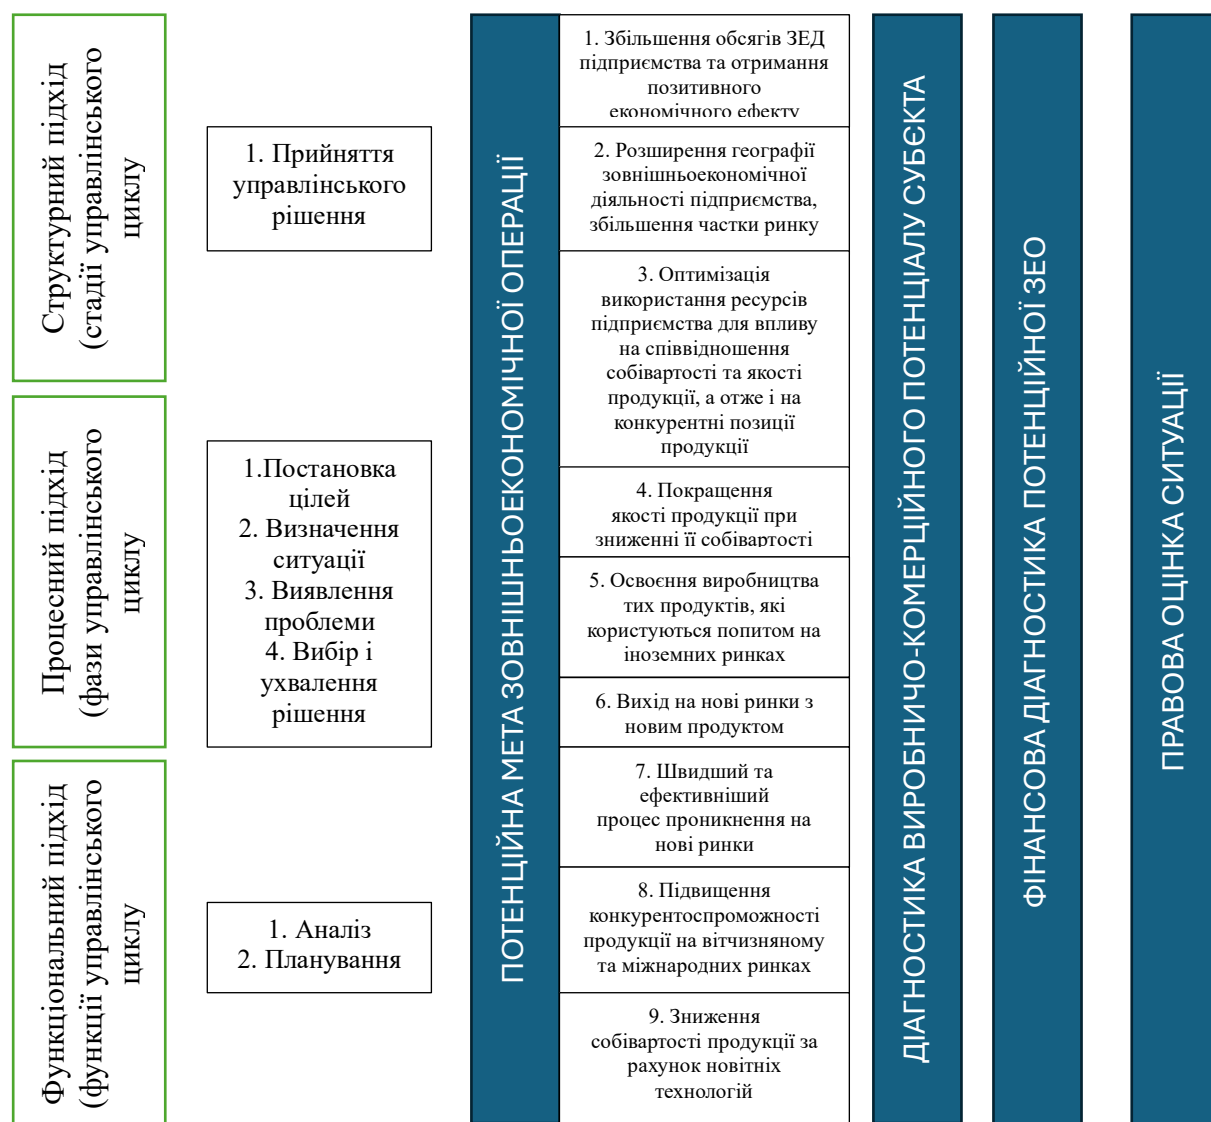 Структурний підхід
(стадії управлінського
циклу
Процесний підхід
(фази управлінського
циклу
Функціональний підхід
(функції управлінського
циклу
1. Прийняття
управлінського
рішення
1.Постановка
цілей
2. Визначення
ситуації
3. Виявлення
проблеми
4. Вибір і
ухвалення
рішення
1. Аналіз
2. Планування
ПОТЕНЦІЙНА МЕТА ЗОВНІШНЬОЕКОНОМІЧНОЇ ОПЕРАЦІЇ
1. Збільшення обсягів ЗЕД
підприємства та отримання
позитивного
економічного ефекту
2. Розширення географії
зовнішньоекономічної
діяльності підприємства,
збільшення частки ринку
3. Оптимізація
використання ресурсів
підприємства для впливу
на співвідношення
собівартості та якості
продукції, а отже і на
конкурентні позиції
продукції
4. Покращення
якості продукції при
зниженні її собівартості
5. Освоєння виробництва
тих продуктів, які
користуються попитом на
іноземних ринках
6. Вихід на нові ринки з
новим продуктом
7. Швидший та
ефективніший
процес проникнення на
нові ринки
8. Підвищення
конкурентоспроможності
продукції на вітчизняному
та міжнародних ринках
9. Зниження
собівартості продукції за
рахунок новітніх
технологій
ДІАГНОСТИКА ВИРОБНИЧО-КОМЕРЦІЙНОГО ПОТЕНЦІАЛУ СУБЄКТА
ФІНАНСОВА ДІАГНОСТИКА ПОТЕНЦІЙНОЇ ЗЕО
ПРАВОВА ОЦІНКА СИТУАЦІЇ